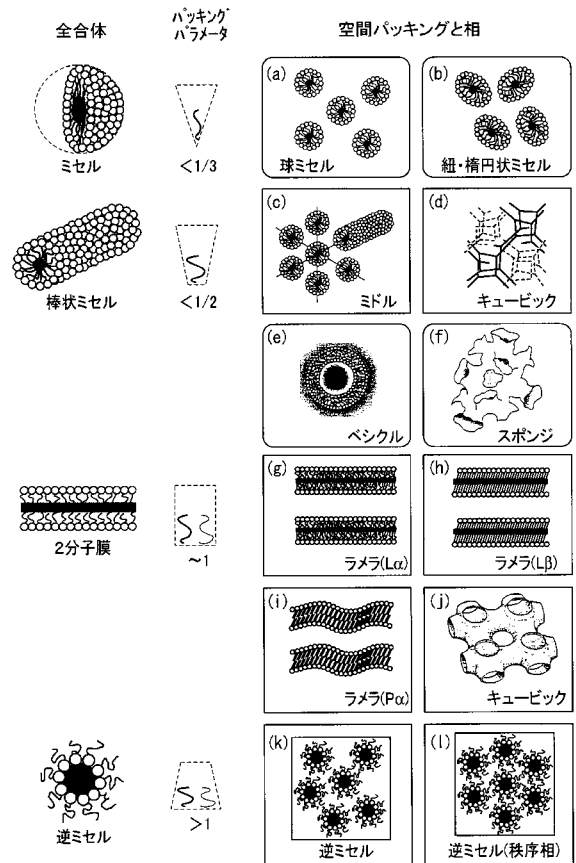 全合体
パッキング
パラメータ
空間パッキングと相
ミセル
<1/3
(a)
球ミセル
(b)
紐・楕円状ミセル
棒状ミセル
<1/2
(c)
ミドル
(d)
キュービック
(e)
ベシクル
(f)
スポンジ
2分子膜
~1
(g)
ラメラ(Lα)
(h)
ラメラ(Lβ)
(i)
ラメラ(Pα)
(j)
キュービック
逆ミセル
>1
(k)
逆ミセル
(l)
逆ミセル(秩序相)